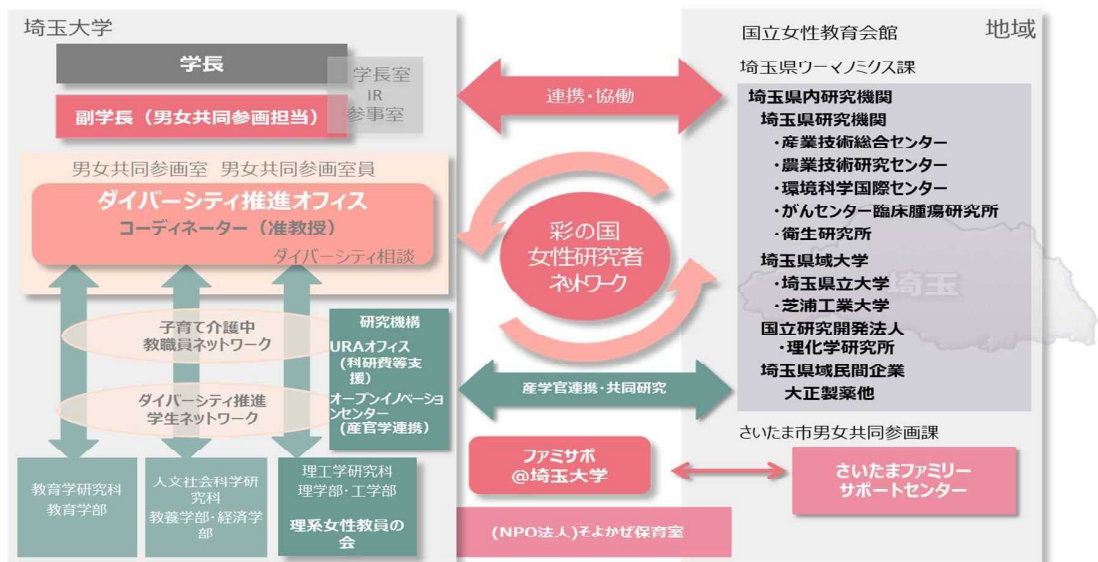 埼玉大学
学長
学長室
IR
参事室
副学長（男女共同参画担当）
男女共同参画室 男女共同参画室員
ダイバーシティ推進オフィス
コーディネーター（准教授）
ダイバーシティ相談
子育て介護中
教職員ネットワーク
ダイバーシティ推進
学生ネットワーク
研究機構
URAオフィス
(科研費等支
援)
オープンイノベーショ
ンセンター
(産官学連携)
教育学研究科
教育学部
人文社会科学研
究科
教養学部・経済学
部
理工学研究科
理学部・工学部
理系女性教員の
会
連携・協働
彩の国
女性研究者
ネットワーク
産学官連携・共同研究
ファミサポ
@埼玉大学
(NPO法人)そよかぜ保育室
地域
国立女性教育会館
埼玉県ウーマノミクス課
埼玉県内研究機関
埼玉県研究機関
・産業技術総合センター
・農業技術研究センター
・環境科学国際センター
・がんセンター臨床腫瘍研究所
・衛生研究所
埼玉県域大学
・埼玉県立大学
・芝浦工業大学
国立研究開発法人
・理化学研究所
埼玉県域民間企業
大正製薬他
埼玉
さいたま市男女共同参画課
さいたまファミリー
サポートセンター